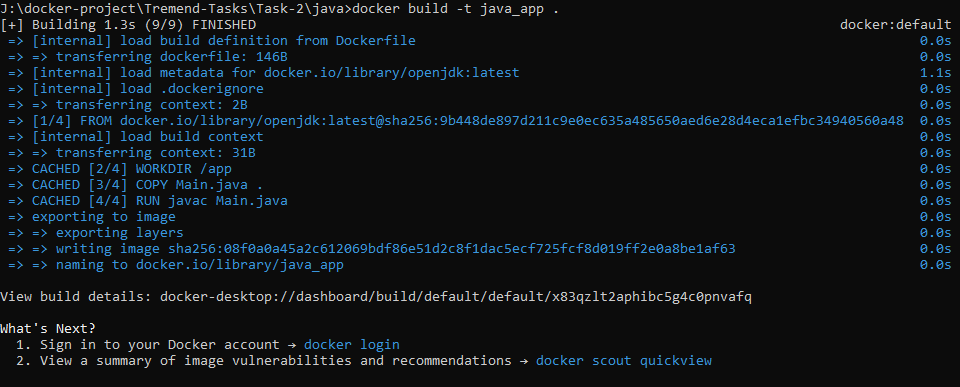 J:\docker-project\Tremend-Tasks\Task-2\java>docker build -t java_app .
[+] Building 1.3s (9/9) FINISHED docker:default
=> [internal] load build definition from Dockerfile 0.0s
=> => transferring dockerfile: 146B 0.0s
=> [internal] load metadata for docker.io/library/openjdk:latest 1.1s
=> [internal] load .dockerignore 0.0s
=> => transferring context: 2B 0.0s
=> [1/4] FROM docker.io/library/openjdk:latest@sha256:9b448de897d211c9e0ec635a485650aed6e28d4eca1efbc34940560a48 0.0s
=> [internal] load build context 0.0s
=> => transferring context: 31B 0.0s
=> CACHED [2/4] WORKDIR /app 0.0s
=> CACHED [3/4] COPY Main.java . 0.0s
=> CACHED [4/4] RUN javac Main.java 0.0s
=> exporting to image 0.0s
=> => exporting layers 0.0s
=> => writing image sha256:08f0a0a45a2c612069bdf86e51d2c8f1dac5ecf725fcf8d019ff2e0a8be1af63 0.0s
=> => naming to docker.io/library/java_app 0.0s
View build details: docker-desktop://dashboard/build/default/default/x83qzlt2aphibc5g4c0pnvafq
What's Next?
1. Sign in to your Docker account → docker login
2. View a summary of image vulnerabilities and recommendations → docker scout quickview